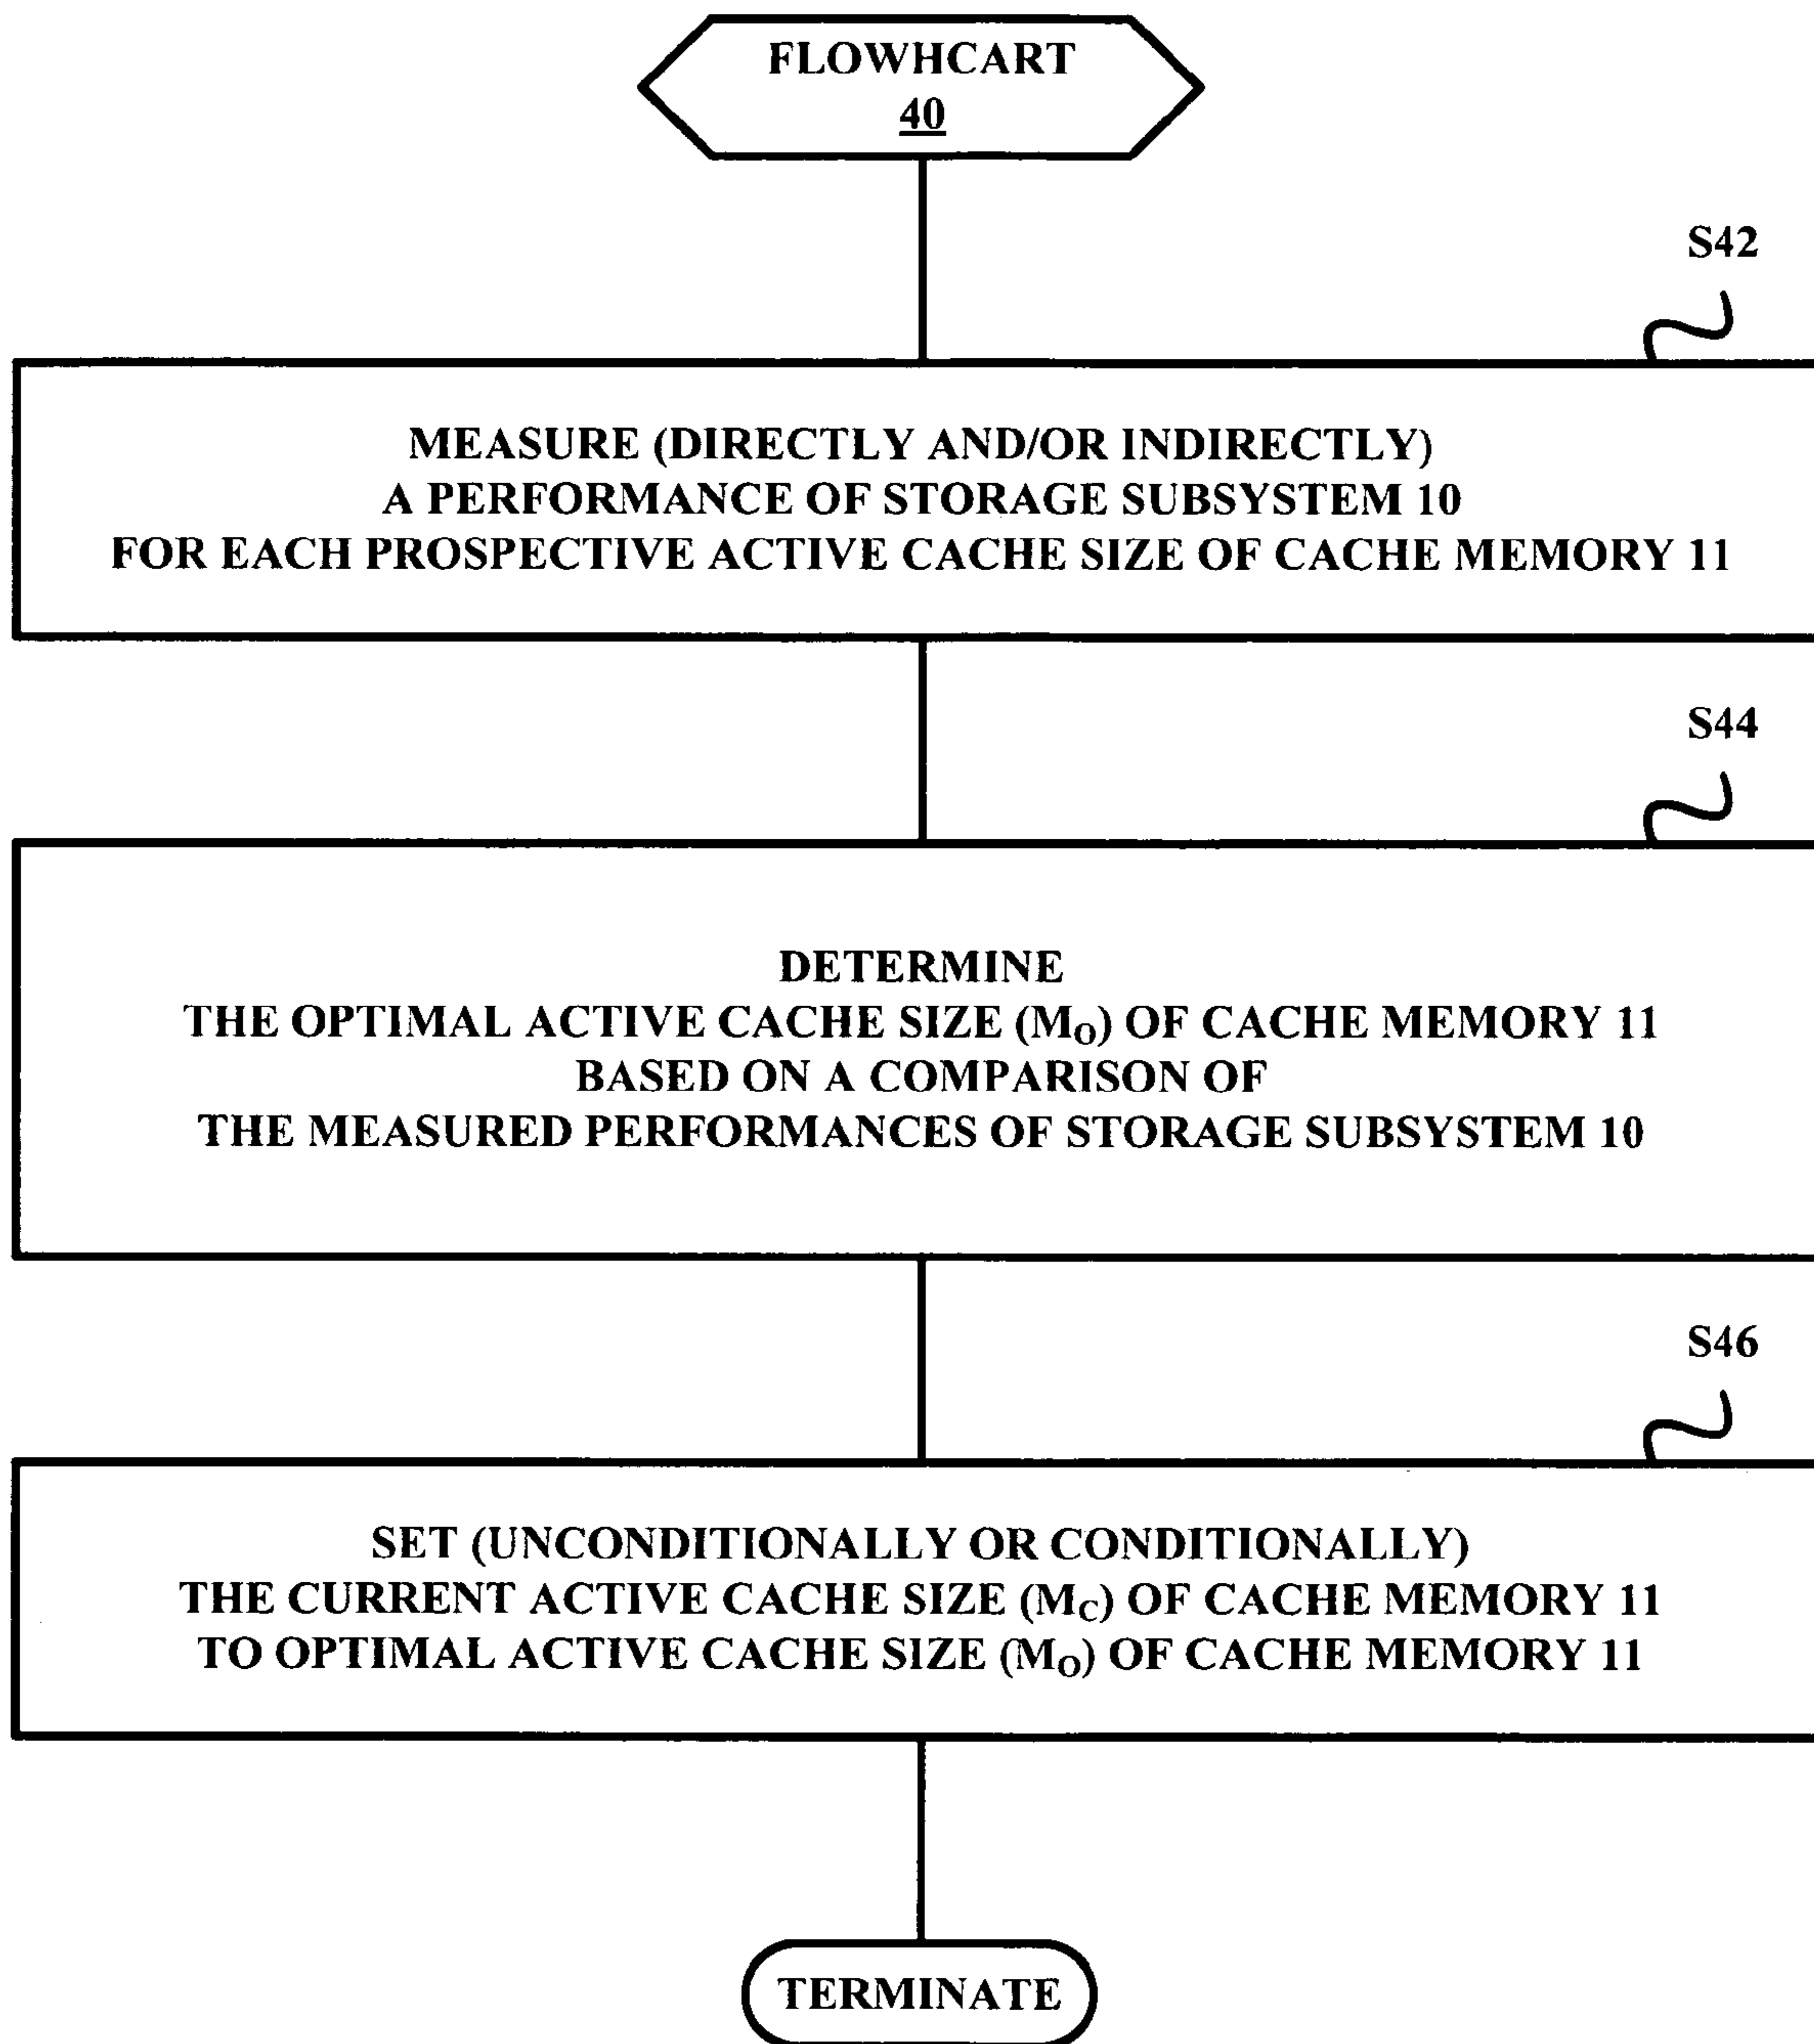 FLOWHCART
40
S42
MEASURE (DIRECTLY AND/OR INDIRECTLY)
A PERFORMANCE OF STORAGE SUBSYSTEM 10
FOR EACH PROSPECTIVE ACTIVE CACHE SIZE OF CACHE MEMORY 11
S44
DETERMINE
THE OPTIMAL ACTIVE CACHE SIZE (MO) OF CACHE MEMORY 11
BASED ON A COMPARISON OF
THE MEASURED PERFORMANCES OF STORAGE SUBSYSTEM 10
S46
SET (UNCONDITIONALLY OR CONDITIONALLY)
THE CURRENT ACTIVE CACHE SIZE (MC) OF CACHE MEMORY 11
TO OPTIMAL ACTIVE CACHE SIZE (MO) OF CACHE MEMORY 11
TERMINATE